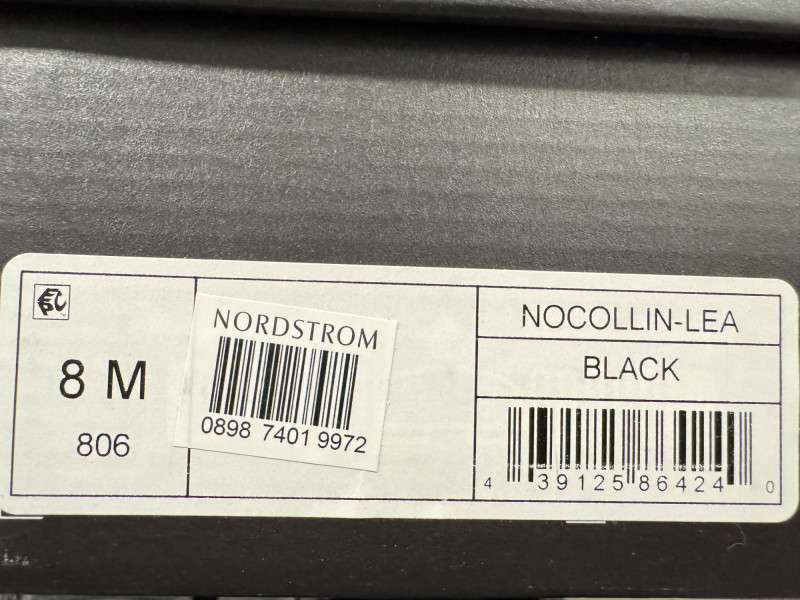 8 M
806
NORDSTROM
0898 7401 9972
NOCOLLIN-LEA
BLACK
4 39125 86424 0